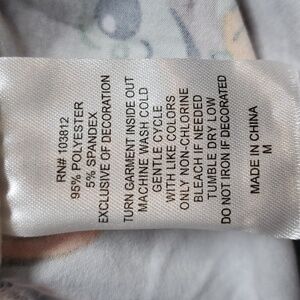 RN# 103812
95% POLYESTER
5% SPANDEX
EXCLUSIVE OF DECORATION
TURN GARMENT INSIDE OUT
MACHINE WASH COLD
GENTLE CYCLE
WITH LIKE COLORS
ONLY NON-CHLORINE
BLEACH IF NEEDED
TUMBLE DRY LOW
DO NOT IRON IF DECORATED
MADE IN CHINA
M